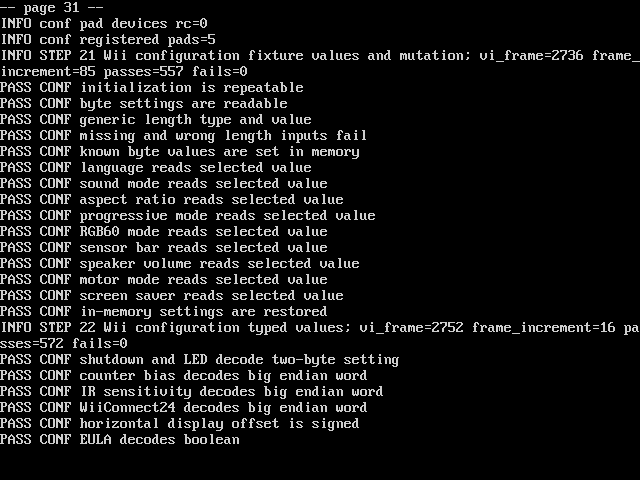 -- page 31 --
INFO conf pad devices rc=0
INFO conf registered pads=5
INFO STEP 21 Wii configuration fixture values and mutation; vi_frame=2736 frame_
increment=85 passes=557 fails=0
PASS CONF initialization is repeatable
PASS CONF byte settings are readable
PASS CONF generic length type and value
PASS CONF missing and wrong length inputs fail
PASS CONF known byte values are set in memory
PASS CONF language reads selected value
PASS CONF sound mode reads selected value
PASS CONF aspect ratio reads selected value
PASS CONF progressive mode reads selected value
PASS CONF RGB60 mode reads selected value
PASS CONF sensor bar reads selected value
PASS CONF speaker volume reads selected value
PASS CONF motor mode reads selected value
PASS CONF screen saver reads selected value
PASS CONF in-memory settings are restored
INFO STEP 22 Wii configuration typed values; vi_frame=2752 frame_increment=16 pa
sses=572 fails=0
PASS CONF shutdown and LED decode two-byte setting
PASS CONF counter bias decodes big endian word
PASS CONF IR sensitivity decodes big endian word
PASS CONF WiiConnect24 decodes big endian word
PASS CONF horizontal display offset is signed
PASS CONF EULA decodes boolean